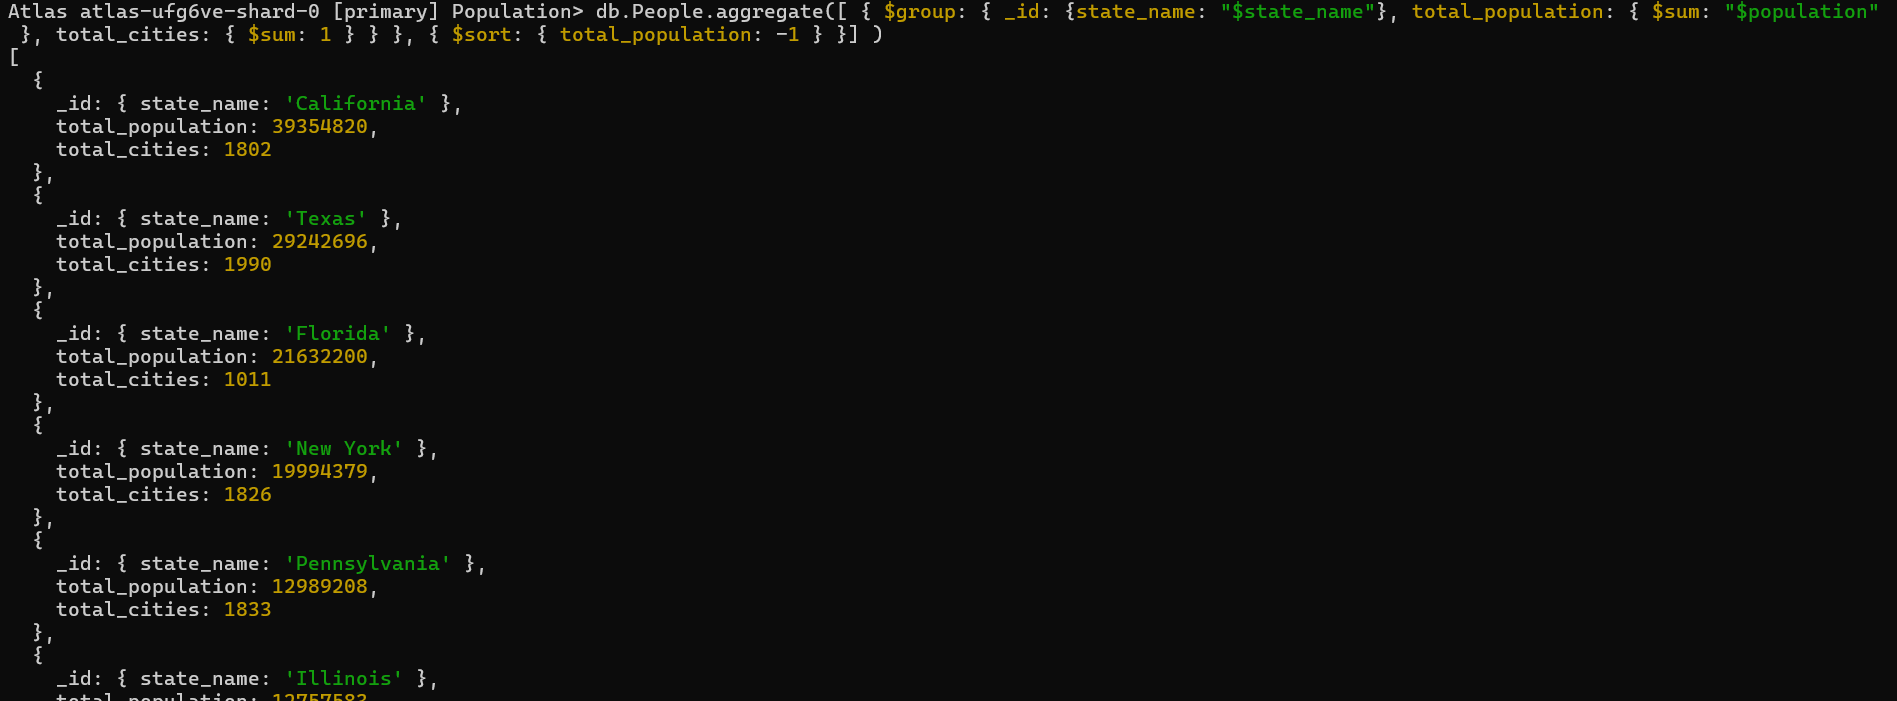 Atlas atlas-ufg6ve-shard-0 [primary] Population> db.People.aggregate([ { $group: { _id: {state_name: "$state_name"}, total_population: { $sum: "$population"
 }, total_cities: { $sum: 1 } } }, { $sort: { total_population: -1 } }] )
[
  {
    _id: { state_name: 'California' },
    total_population: 39354820,
    total_cities: 1802
  },
  {
    _id: { state_name: 'Texas' },
    total_population: 29242696,
    total_cities: 1990
  },
  {
    _id: { state_name: 'Florida' },
    total_population: 21632200,
    total_cities: 1011
  },
  {
    _id: { state_name: 'New York' },
    total_population: 19994379,
    total_cities: 1826
  },
  {
    _id: { state_name: 'Pennsylvania' },
    total_population: 12989208,
    total_cities: 1833
  },
  {
    _id: { state_name: 'Illinois' },
    total_population: 12757583,